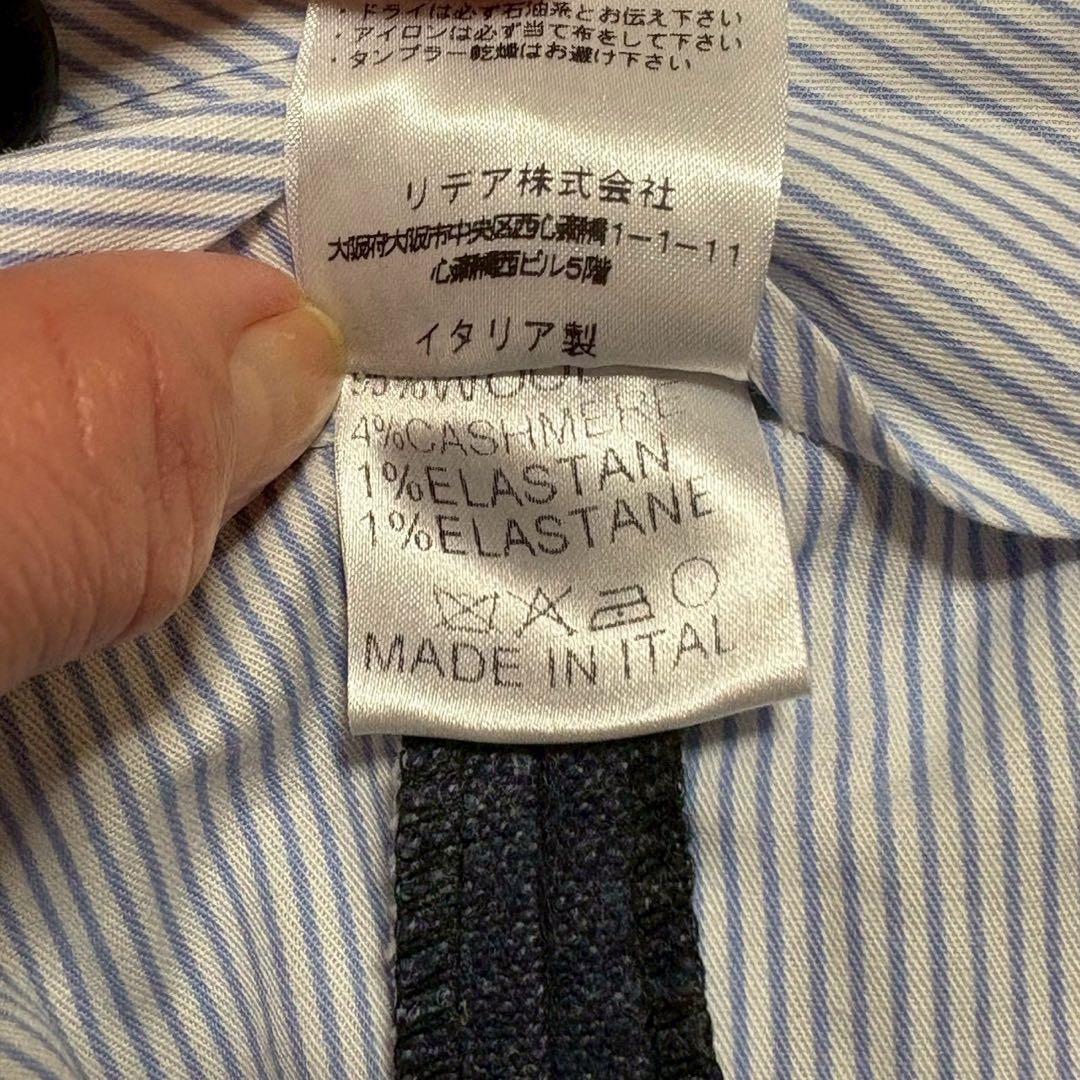 ・ドライは必ず石油系とお伝え下さい
・アイロンは必ず当て布をして下さい
・タンブラー乾燥はお避け下さい
リデア株式会社
大阪府大阪市中央区西心斎橋1-1-11
心斎橋西ビル5階
イタリア製
95%WOOL
4%CASHMERE
1%ELASTAN
1%ELASTANE
MADE IN ITAL